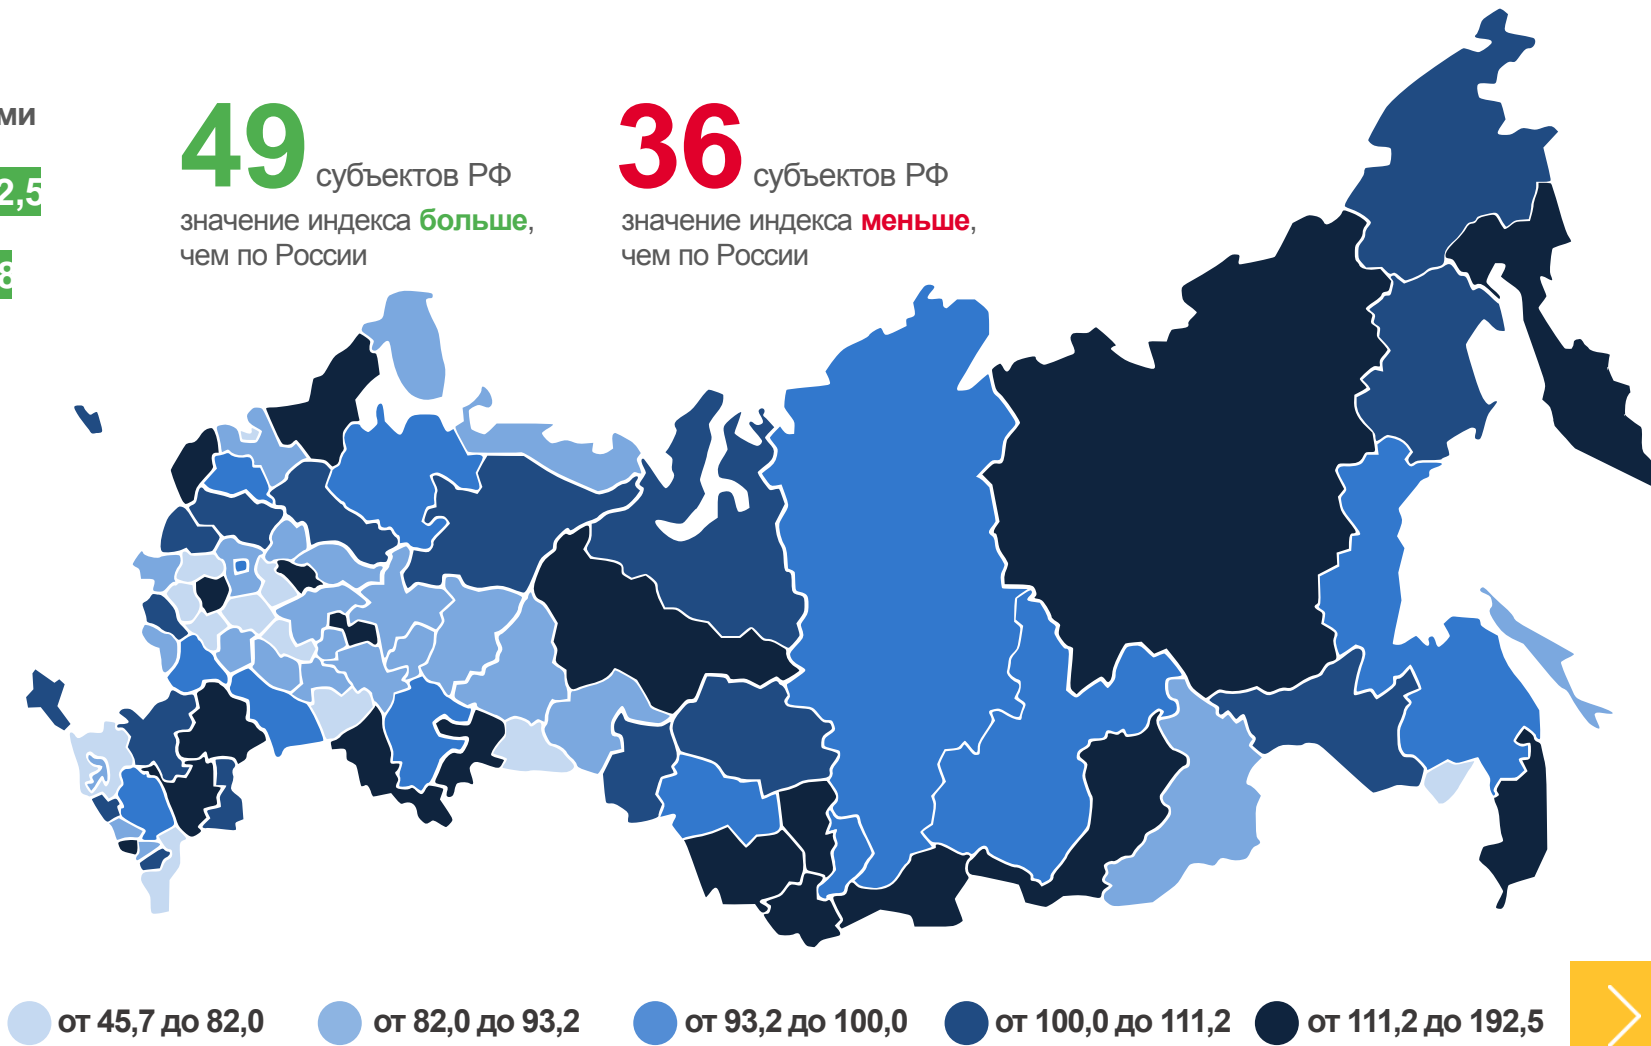 ми
2,5
8
49 субъектов РФ
значение индекса больше,
чем по России
36 субъектов РФ
значение индекса меньше,
чем по России
от 45,7 до 82,0
от 82,0 до 93,2
от 93,2 до 100,0
от 100,0 до 111,2
от 111,2 до 192,5